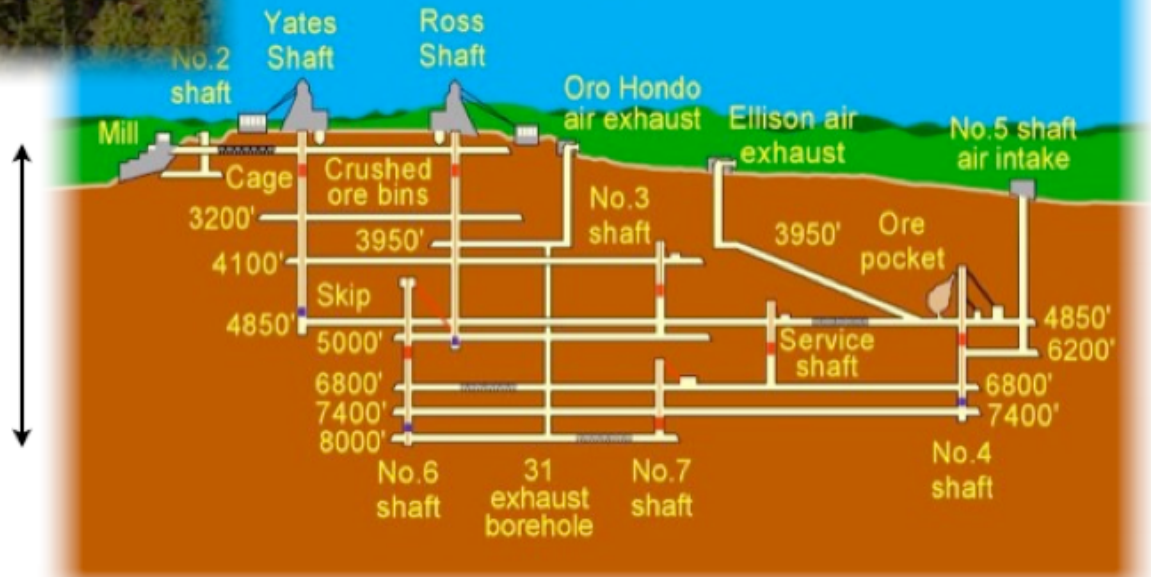 No.2
shaft
Yates
Shaft
Ross
Shaft
Oro Hondo
air exhaust
Ellison air
exhaust
No.5 shaft
air intake
Mill
Cage
Crushed
ore bins
No.3
shaft
3200'
3950'
3950'
Ore
pocket
4100'
Skip
4850'
4850'
5000'
Service
shaft
6200'
6800'
6800'
7400'
7400'
8000'
No.6
shaft
31
exhaust
borehole
No.7
shaft
No.4
shaft